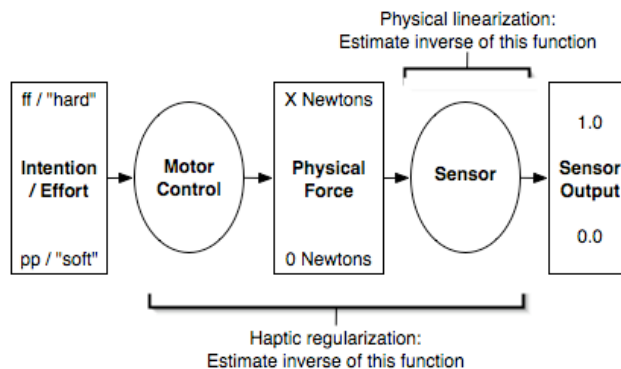 Physical linearization:
Estimate inverse of this function
ff / "hard"
Intention
/ Effort
pp / "soft"
Motor
Control
X Newtons
Physical
Force
0 Newtons
Sensor
1.0
Sensor
Output
0.0
Haptic regularization:
Estimate inverse of this function